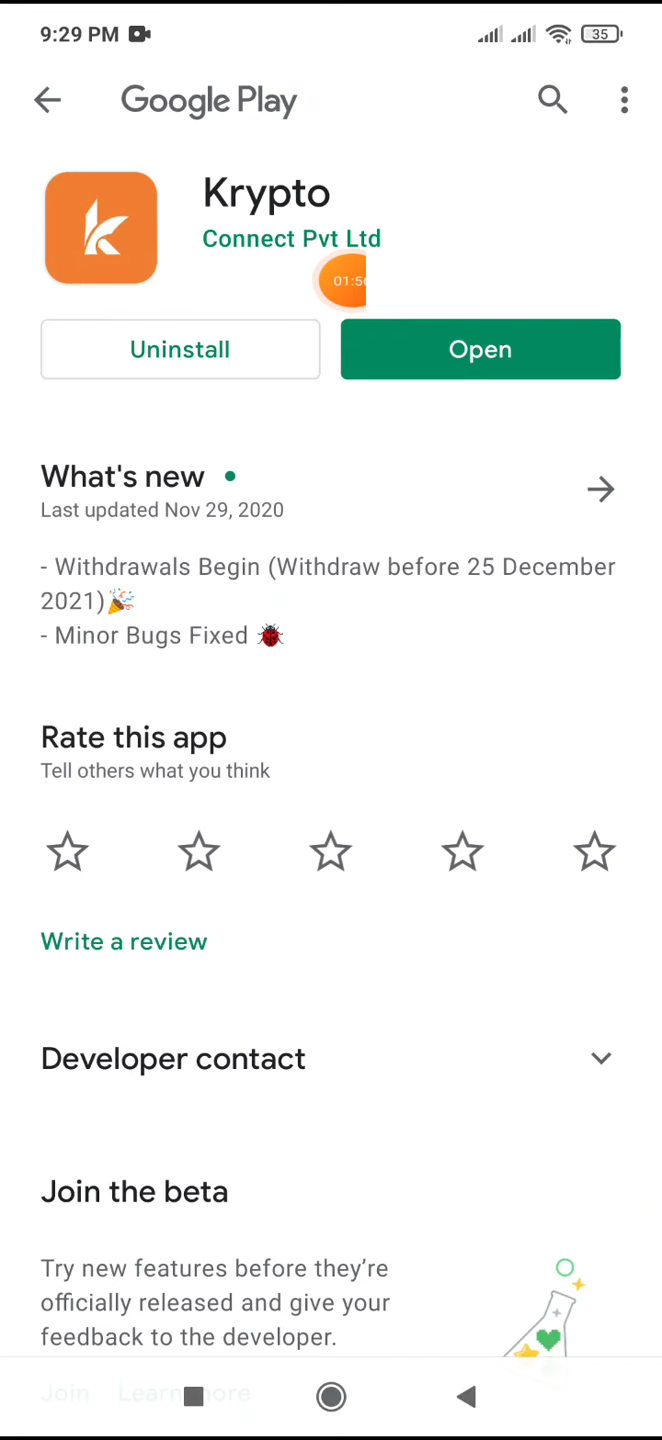 9:29 PM
35
Google Play
Krypto
Connect Pvt Ltd
Uninstall
Open
What's new
Last updated Nov 29, 2020
- Withdrawals Begin (Withdraw before 25 December
2021)🎉
- Minor Bugs Fixed 🐞
Rate this app
Tell others what you think
Write a review
Developer contact
Join the beta
Try new features before they’re
officially released and give your
feedback to the developer.
Join Learn more